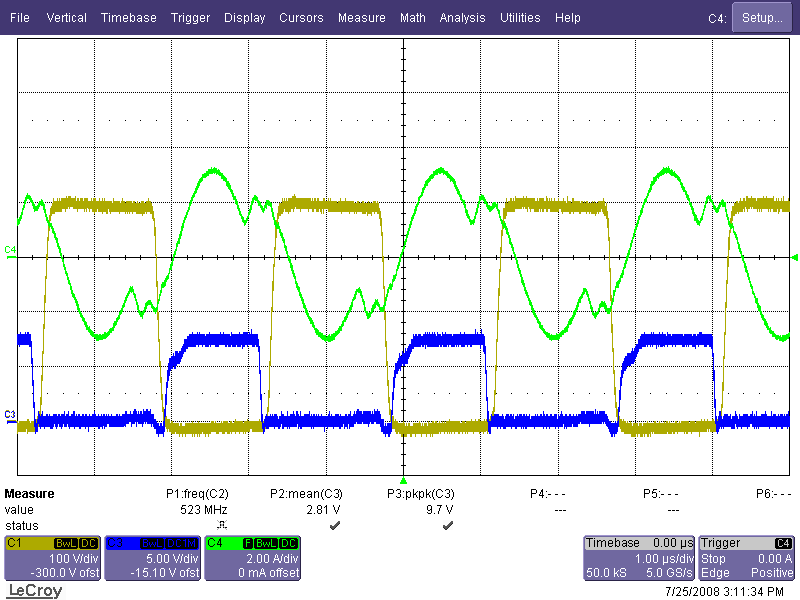 File Vertical Timebase Trigger Display Cursors Measure Math Analysis Utilities Help C4: Setup...
C4
C3
Measure P1:freq(C2) P2:mean(C3) P3:pkpk(C3) P4:- - - P5:- - - P6:- - -
value 523 MHz 2.81 V 9.7 V --- ---
status
C1 BwL DC C3 BwL DC1M C4 F BwL DC Timebase 0.00 µs Trigger C4
100 V/div 5.00 V/div 2.00 A/div 1.00 µs/div Stop 0.00 A
-300.0 V ofst -15.10 V ofst 0 mA offset 50.0 kS 5.0 GS/s Edge Positive
LeCroy 7/25/2008 3:11:34 PM